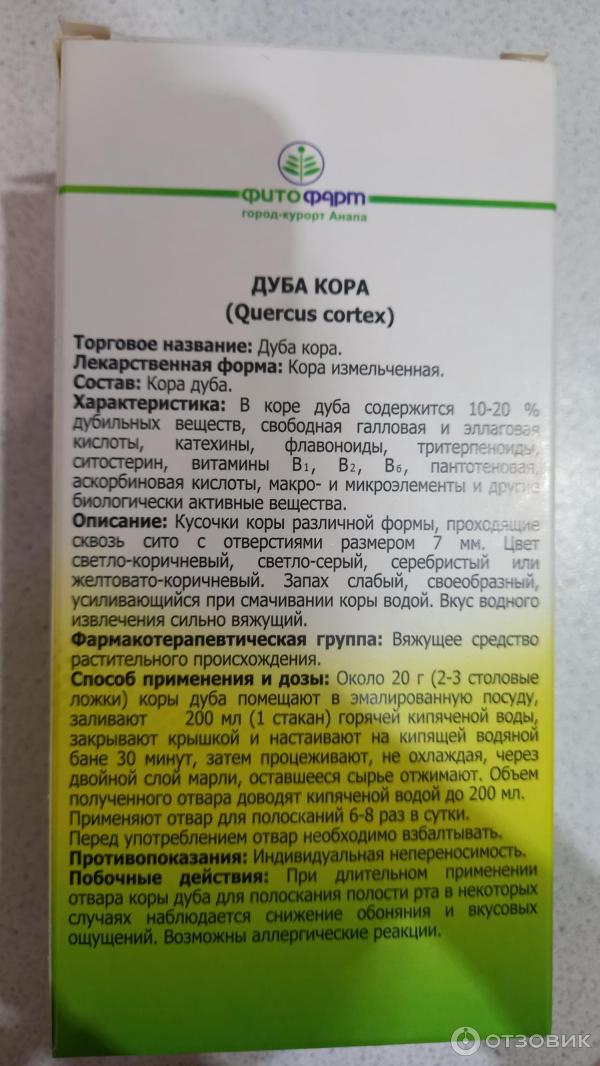 ФИТОФАРМ
город-курорт Анапа
ДУБА КОРА
(Quercus cortex)
Торговое название: Дуба кора.
Лекарственная форма: Кора измельченная.
Состав: Кора дуба.
Характеристика: В коре дуба содержится 10-20 %
дубильных веществ, свободная галловая и эллаговая
кислоты, катехины, флавоноиды, тритерпеноиды,
ситостерин, витамины В₁, В₂, В₆, пантотеновая,
аскорбиновая кислоты, макро- и микроэлементы и другие
биологически активные вещества.
Описание: Кусочки коры различной формы, проходящие
сквозь сито с отверстиями размером 7 мм. Цвет
светло-коричневый, светло-серый, серебристый или
желтовато-коричневый. Запах слабый, своеобразный,
усиливающийся при смачивании коры водой. Вкус водного
извлечения сильно вяжущий.
Фармакотерапевтическая группа: Вяжущее средство
растительного происхождения.
Способ применения и дозы: Около 20 г (2-3 столовые
ложки) коры дуба помещают в эмалированную посуду,
заливают 200 мл (1 стакан) горячей кипяченой воды,
закрывают крышкой и настаивают на кипящей водяной
бане 30 минут, затем процеживают, не охлаждая, через
двойной слой марли, оставшееся сырье отжимают. Объем
полученного отвара доводят кипяченой водой до 200 мл.
Применяют отвар для полосканий 6-8 раз в сутки.
Перед употреблением отвар необходимо взбалтывать.
Противопоказания: Индивидуальная непереносимость.
Побочные действия: При длительном применении
отвара коры дуба для полоскания полости рта в некоторых
случаях наблюдается снижение обоняния и вкусовых
ощущений. Возможны аллергические реакции.
ОТЗОВИК